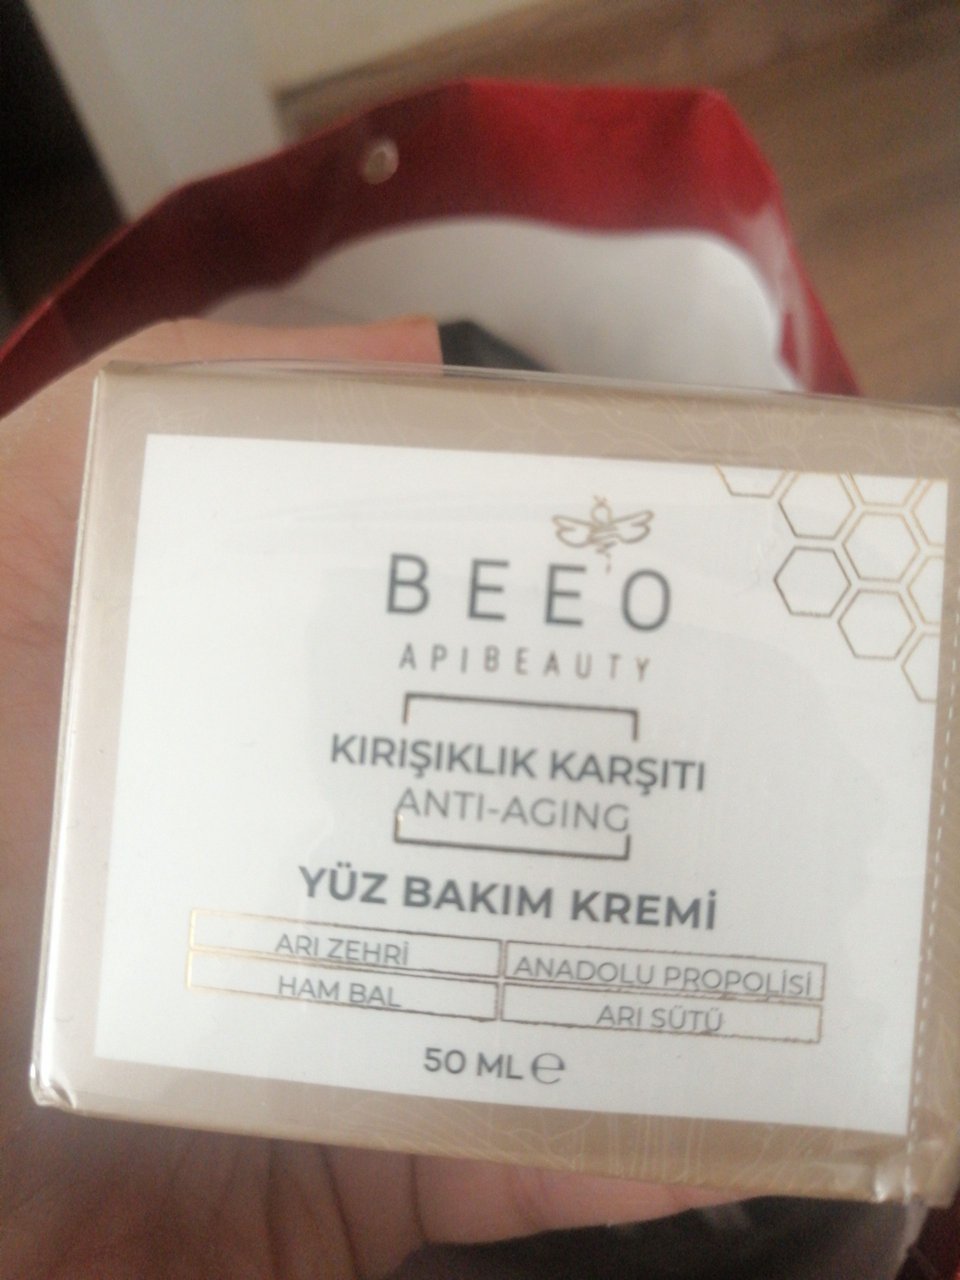 BEEO
APIBEAUTY
KIRIŞIKLIK KARŞITI
ANTI-AGING
YÜZ BAKIM KREMİ
ARI ZEHRİ
ANADOLU PROPOLİSİ
HAM BAL
ARI SÜTÜ
50 ML ℮